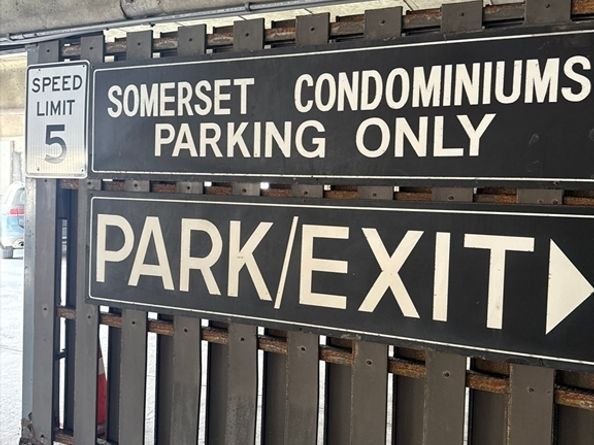 SPEED
LIMIT
5
SOMERSET CONDOMINIUMS
PARKING ONLY
PARK/EXIT